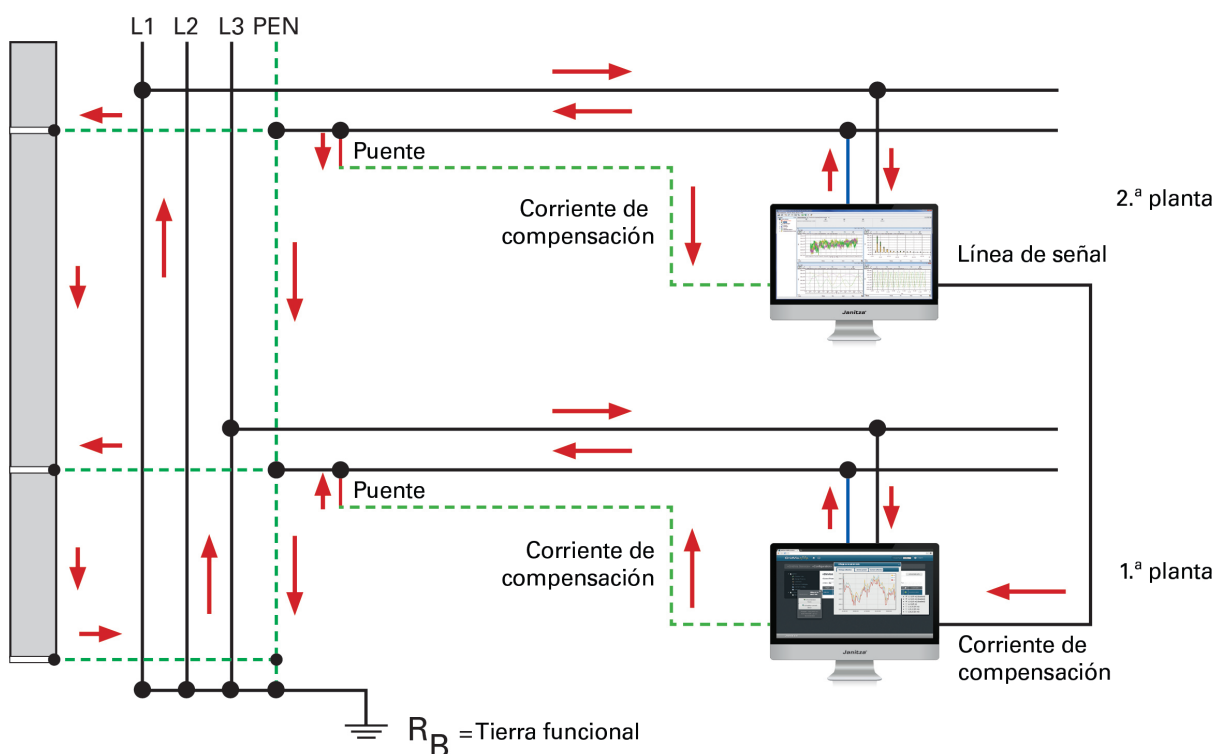 L1 L2 L3 PEN
Puente
Corriente de
compensación
2.ª planta
Línea de señal
Janitza
Puente
Corriente de
compensación
1.ª planta
Janitza
Corriente de
compensación
RB = Tierra funcional